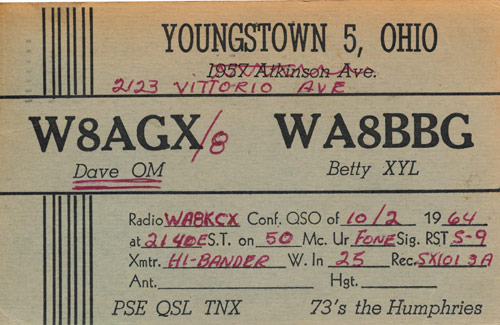 YOUNGSTOWN 5, OHIO
1957 Atkinson Ave.
2123 VITTORIO AVE
W8AGX/8 WA8BBG
Dave OM Betty XYL
Radio WA8KCX Conf. QSO of 10/2 1964
at 2140 E.S.T. on 50 Mc. Ur FONE Sig. RST 5-9
Xmtr. HI-BANDER W. In 25 Rec. SX101 3A
Ant. Hgt.
PSE QSL TNX 73's the Humphries